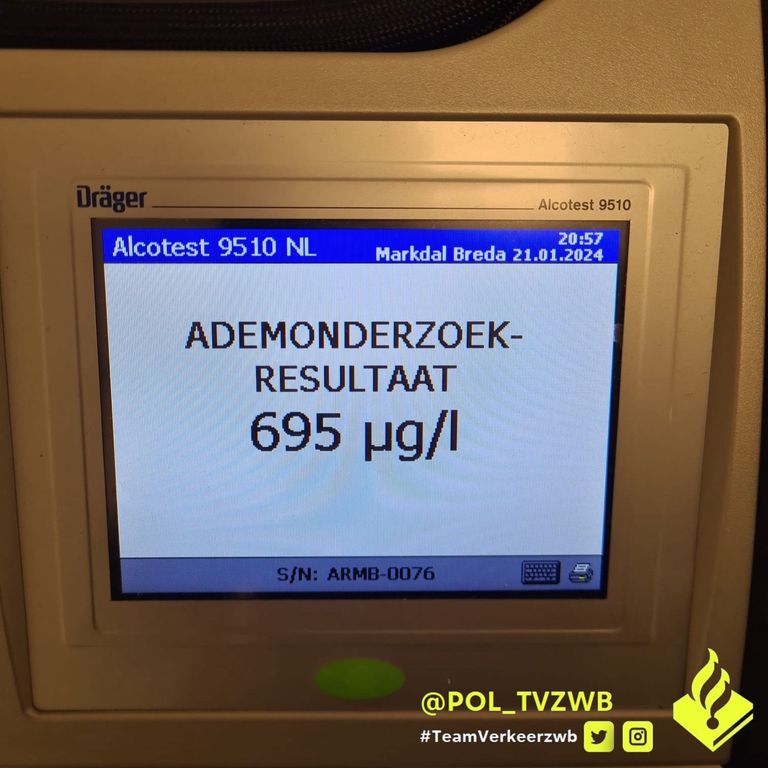 Dräger
Alcotest 9510
Alcotest 9510 NL
20:57
Markdal Breda 21.01.2024
ADEMONDERZOEK-
RESULTAAT
695 µg/l
S/N: ARMB-0076
@POL_TVZWB
#TeamVerkeerzwb